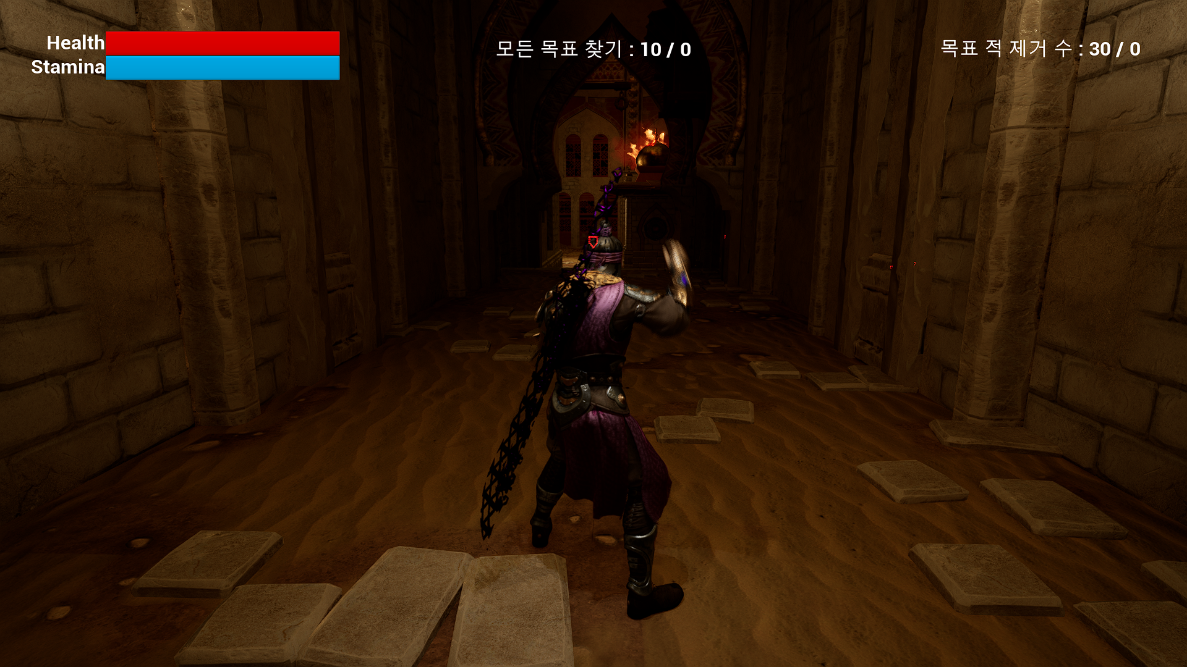 Health
Stamina
모든 목표 찾기 : 10 / 0
목표 적 제거 수 : 30 / 0